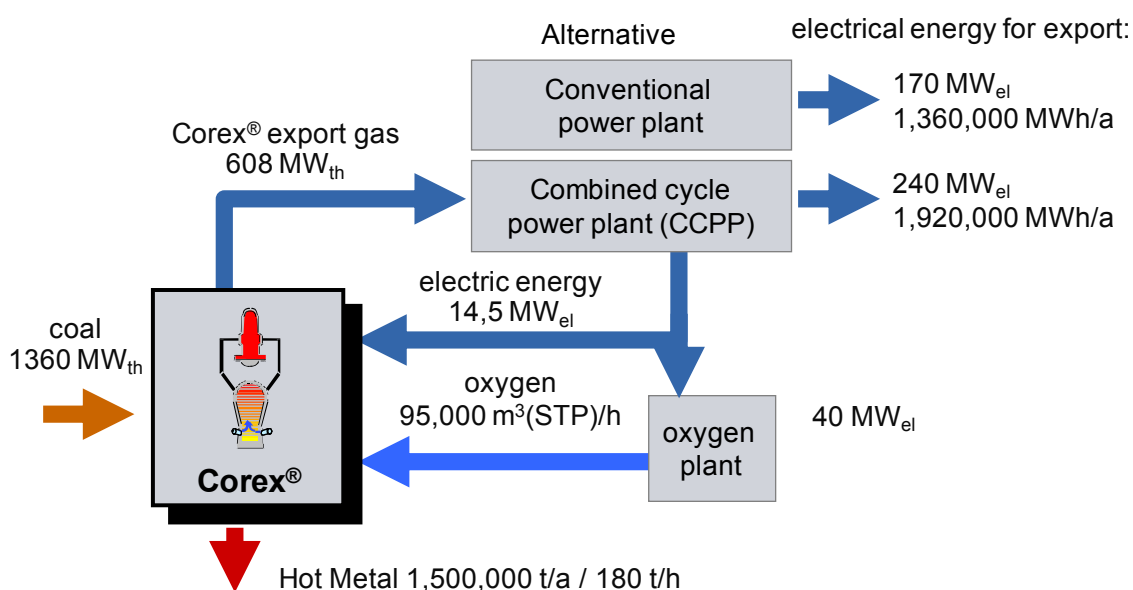 Alternative
electrical energy for export:
Conventional
power plant
170 MWel
1,360,000 MWh/a
Corex® export gas
608 MWth
Combined cycle
power plant (CCPP)
240 MWel
1,920,000 MWh/a
electric energy
14,5 MWel
coal
1360 MWth
oxygen
95,000 m³(STP)/h
oxygen
plant
40 MWel
Corex®
Hot Metal 1,500,000 t/a / 180 t/h